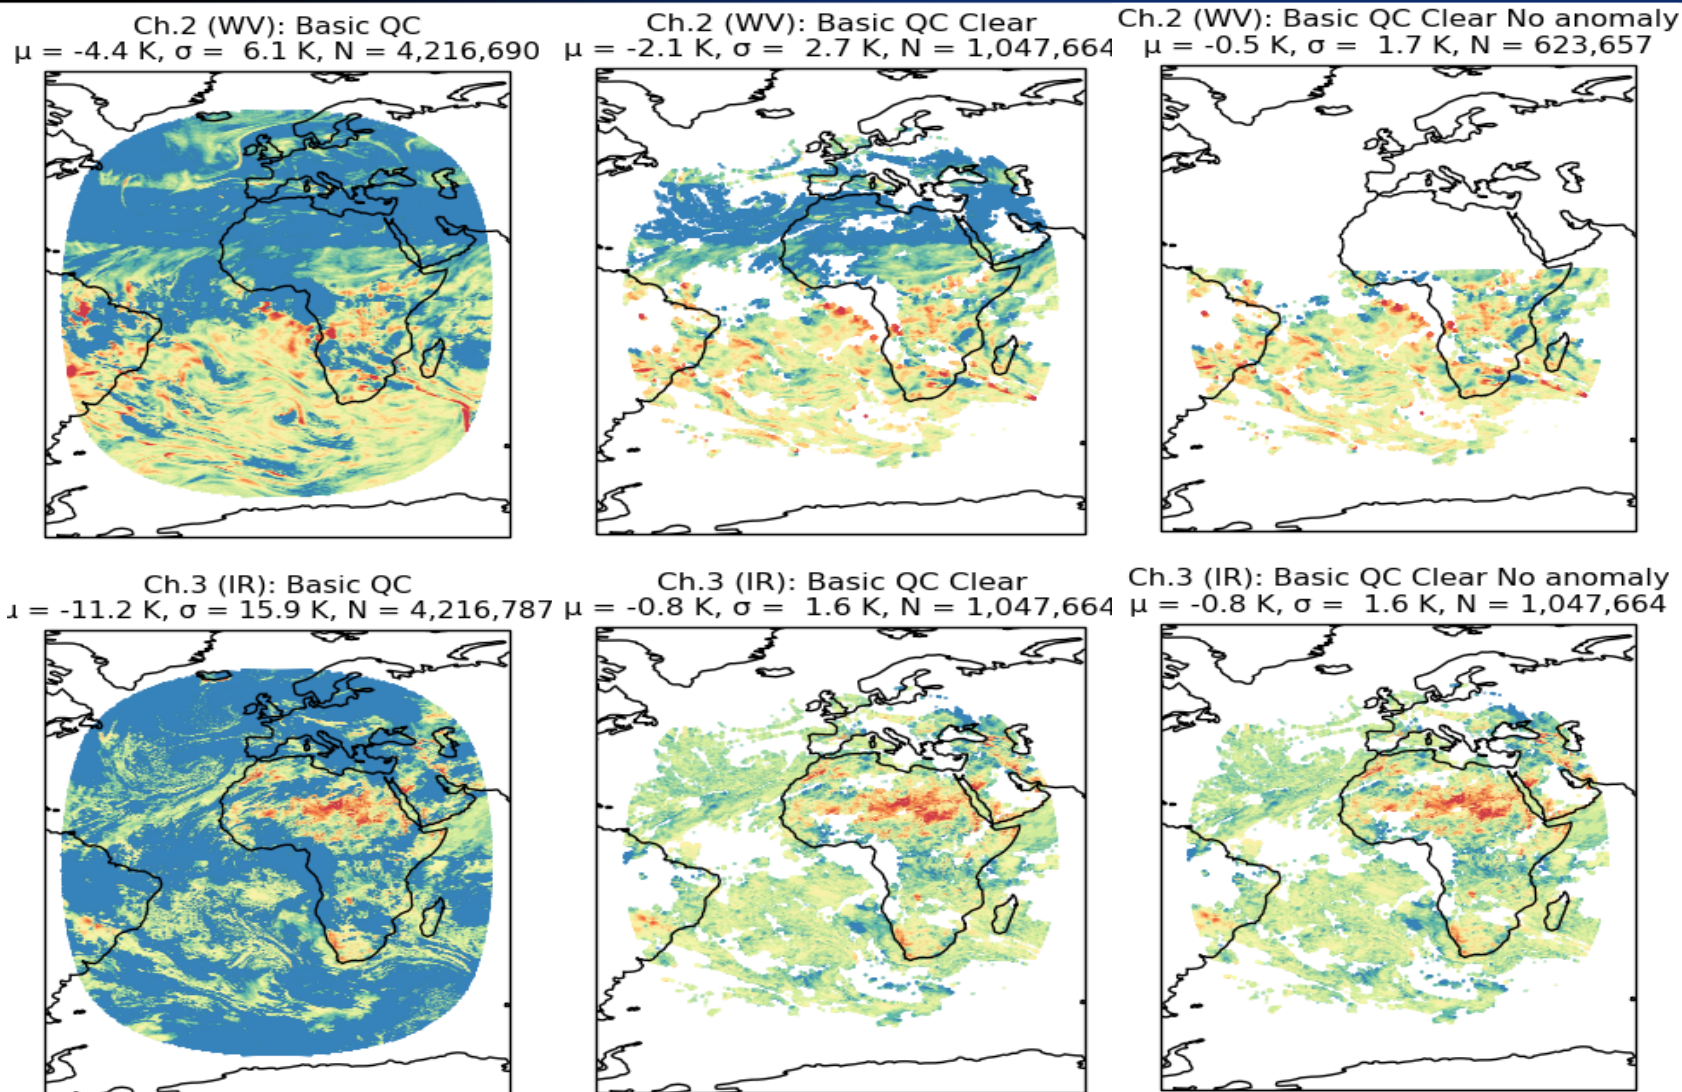 Ch.2 (WV): Basic QC
μ = -4.4 K, σ = 6.1 K, N = 4,216,690
Ch.2 (WV): Basic QC Clear
μ = -2.1 K, σ = 2.7 K, N = 1,047,664
Ch.2 (WV): Basic QC Clear No anomaly
μ = -0.5 K, σ = 1.7 K, N = 623,657
Ch.3 (IR): Basic QC
μ = -11.2 K, σ = 15.9 K, N = 4,216,787
Ch.3 (IR): Basic QC Clear
μ = -0.8 K, σ = 1.6 K, N = 1,047,664
Ch.3 (IR): Basic QC Clear No anomaly
μ = -0.8 K, σ = 1.6 K, N = 1,047,664